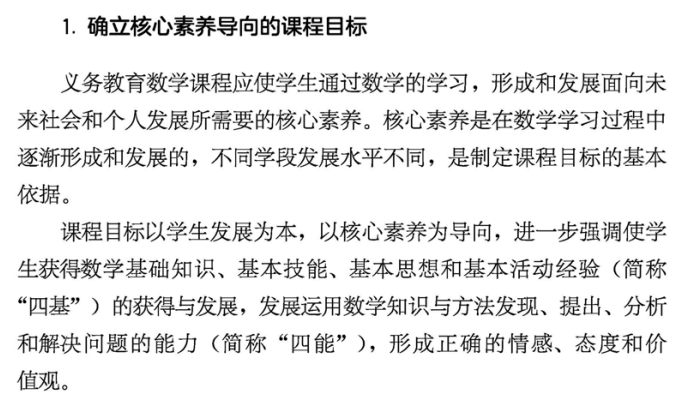 1. 确立核心素养导向的课程目标
义务教育数学课程应使学生通过数学的学习，形成和发展面向未
来社会和个人发展所需要的核心素养。核心素养是在数学学习过程中
逐渐形成和发展的，不同学段发展水平不同，是制定课程目标的基本
依据。
课程目标以学生发展为本，以核心素养为导向，进一步强调使学
生获得数学基础知识、基本技能、基本思想和基本活动经验（简称
“四基”）的获得与发展，发展运用数学知识与方法发现、提出、分析
和解决问题的能力（简称“四能”），形成正确的情感、态度和价
值观。